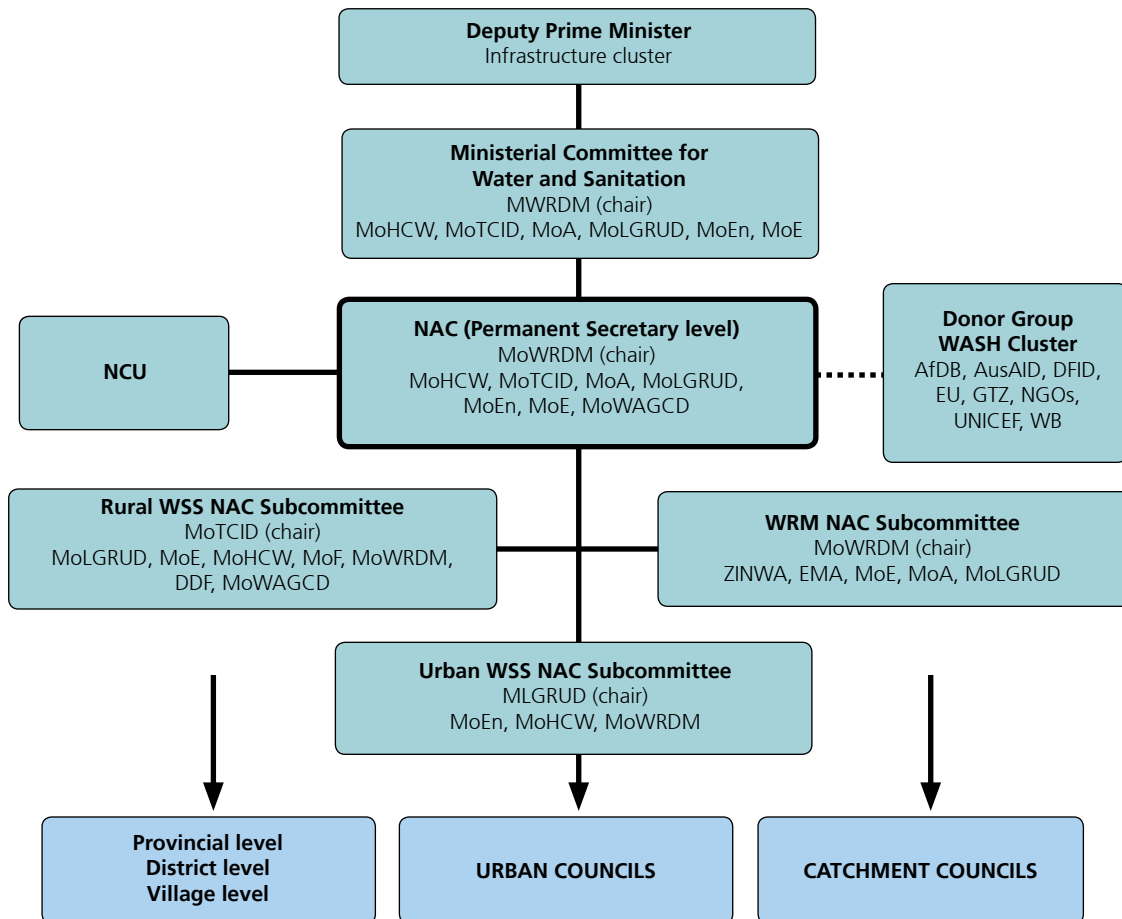 Deputy Prime Minister
Infrastructure cluster
Ministerial Committee for
Water and Sanitation
MWRDM (chair)
MoHCW, MoTCID, MoA, MoLGRUD, MoEn, MoE
NCU
NAC (Permanent Secretary level)
MoWRDM (chair)
MoHCW, MoTCID, MoA, MoLGRUD,
MoEn, MoE, MoWAGCD
Donor Group
WASH Cluster
AfDB, AusAID, DFID,
EU, GTZ, NGOs,
UNICEF, WB
Rural WSS NAC Subcommittee
MoTCID (chair)
MoLGRUD, MoE, MoHCW, MoF, MoWRDM,
DDF, MoWAGCD
WRM NAC Subcommittee
MoWRDM (chair)
ZINWA, EMA, MoE, MoA, MoLGRUD
Urban WSS NAC Subcommittee
MLGRUD (chair)
MoEn, MoHCW, MoWRDM
Provincial level
District level
Village level
URBAN COUNCILS
CATCHMENT COUNCILS